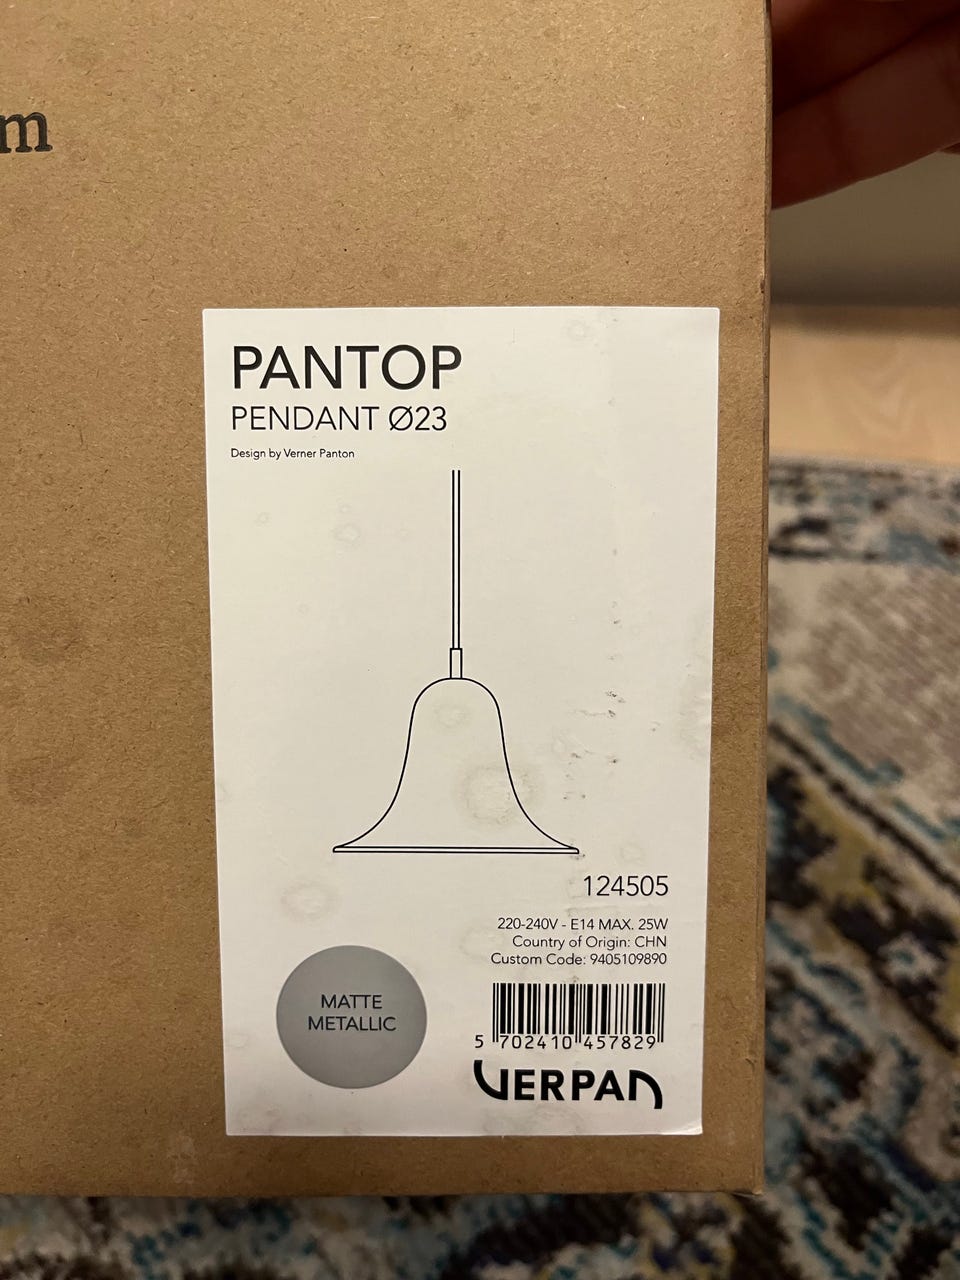 m
PANTOP
PENDANT Ø23
Design by Verner Panton
124505
220-240V - E14 MAX. 25W
Country of Origin: CHN
Custom Code: 9405109890
MATTE
METALLIC
5 702410 457829
VERPAN